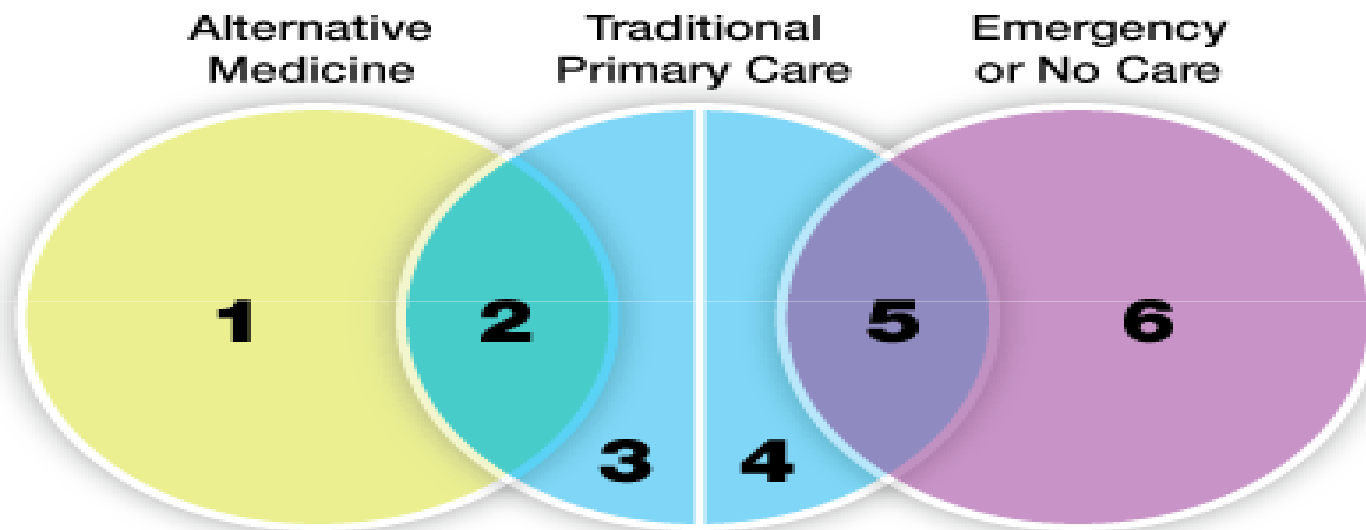 Alternative
Medicine
Traditional
Primary Care
Emergency
or No Care
1
2
3
4
5
6